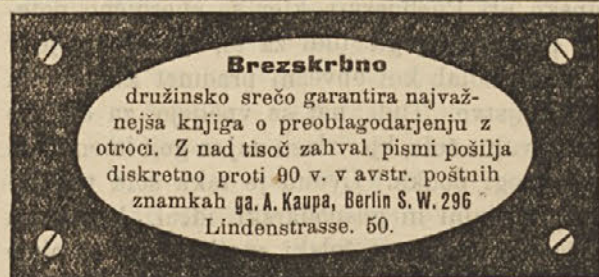 Brezskrbno
družinsko srečo garantira najvaž-
nejša knjiga o preoblagodarjenju z
otroci. Z nad tisoč zahval. pismi pošilja
diskretno proti 90 v. v avstr. poštnih
znamkah ga. A. Kaupa, Berlin S. W. 296
Lindenstrasse. 50.